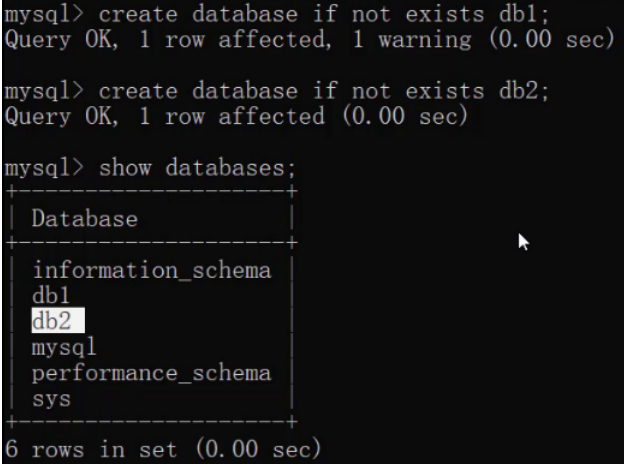 mysql> create database if not exists db1;
Query OK, 1 row affected, 1 warning (0.00 sec)
mysql> create database if not exists db2;
Query OK, 1 row affected (0.00 sec)
mysql> show databases;
+--------------------+
| Database           |
+--------------------+
| information_schema |
| db1                |
| db2                |
| mysql              |
| performance_schema |
| sys                |
+--------------------+
6 rows in set (0.00 sec)